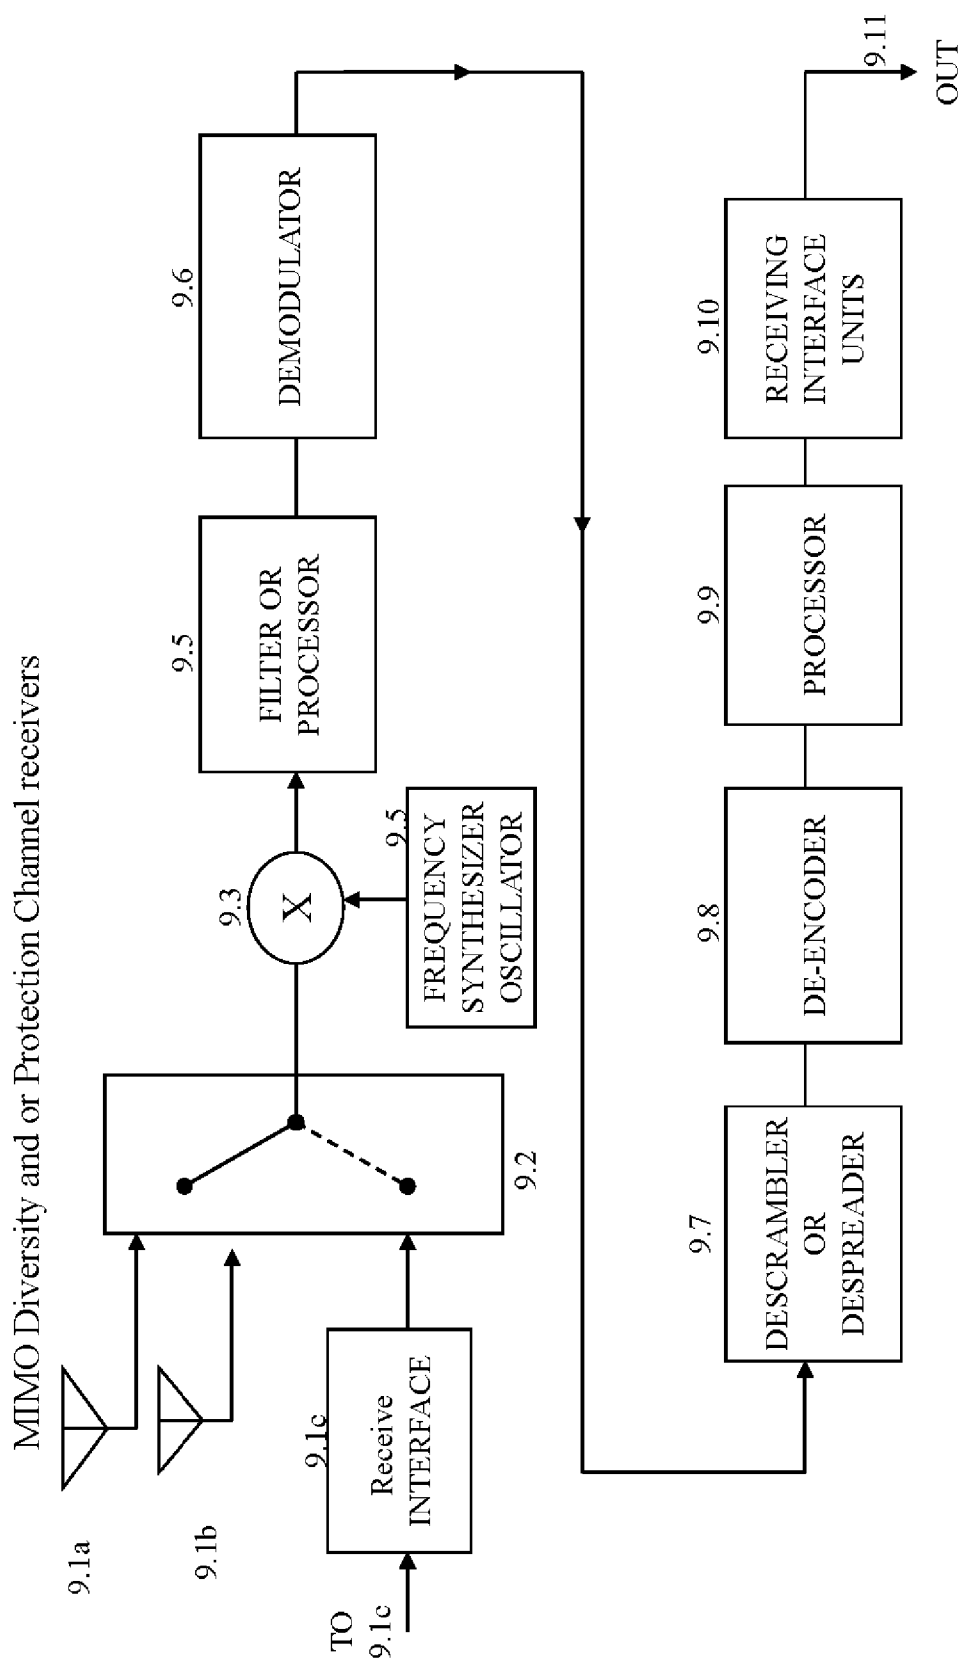 MIMO Diversity and or Protection Channel receivers
9.1a
9.1b
TO
9.1c
9.1c
Receive
INTERFACE
9.2
9.3
X
9.5
FREQUENCY
SYNTHESIZER
OSCILLATOR
9.5
FILTER OR
PROCESSOR
9.6
DEMODULATOR
9.7
DESCRAMBLER
OR
DESPREADER
9.8
DE-ENCODER
9.9
PROCESSOR
9.10
RECEIVING
INTERFACE
UNITS
9.11
OUT